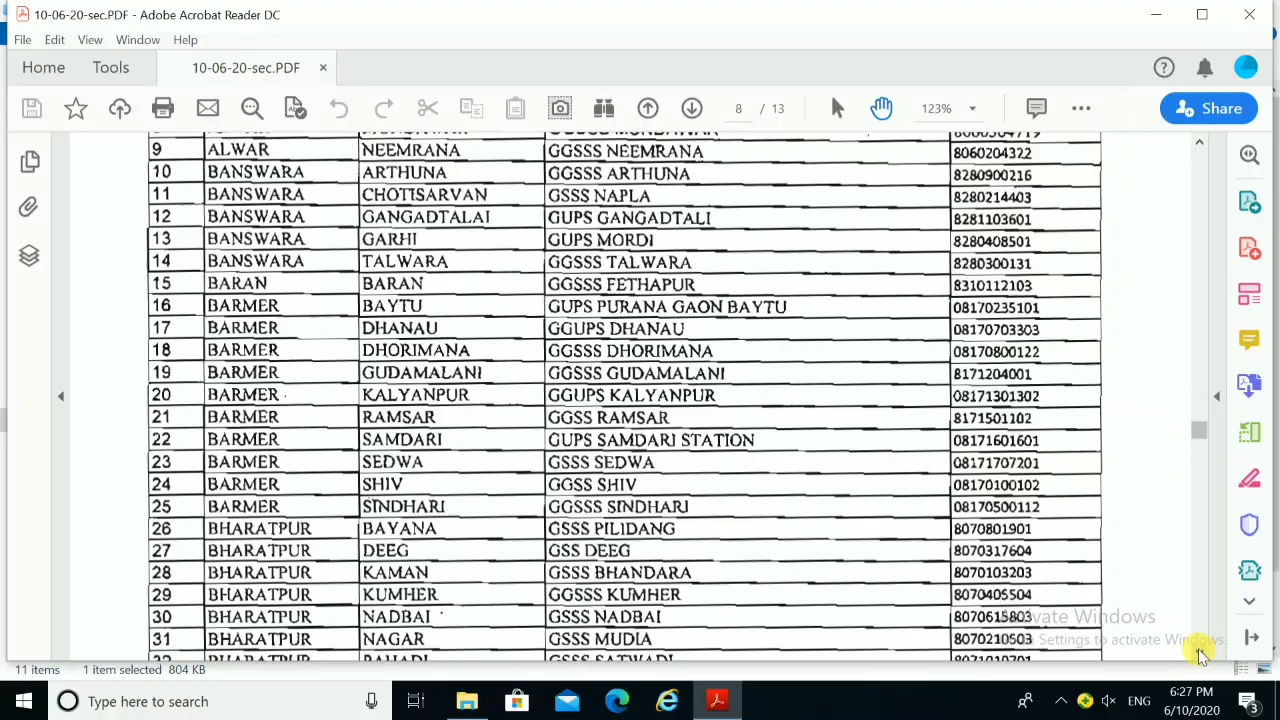 10-06-20-sec.PDF - Adobe Acrobat Reader DC
File Edit View Window Help
Home Tools 10-06-20-sec.PDF ×
8 / 13 123% Share
9 ALWAR NEEMRANA GGSSS NEEMRANA 8060204322
10 BANSWARA ARTHUNA GGSSS ARTHUNA 8280900216
11 BANSWARA CHOTISARVAN GSSS NAPLA 8280214403
12 BANSWARA GANGADTALAI GUPS GANGADTALI 8281103601
13 BANSWARA GARHI GUPS MORDI 8280408501
14 BANSWARA TALWARA GGSSS TALWARA 8280300131
15 BARAN BARAN GGSSS FETHAPUR 8310112103
16 BARMER BAYTU GUPS PURANA GAON BAYTU 08170235101
17 BARMER DHANAU GGUPS DHANAU 08170703303
18 BARMER DHORIMANA GGSSS DHORIMANA 08170800122
19 BARMER GUDAMALANI GGSSS GUDAMALANI 8171204001
20 BARMER KALYANPUR GGUPS KALYANPUR 08171301302
21 BARMER RAMSAR GGSS RAMSAR 8171501102
22 BARMER SAMDARI GUPS SAMDARI STATION 08171601601
23 BARMER SEDWA GSSS SEDWA 08171707201
24 BARMER SHIV GGSS SHIV 08170100102
25 BARMER SINDHARI GGSSS SINDHARI 08170500112
26 BHARATPUR BAYANA GSSS PILIDANG 8070801901
27 BHARATPUR DEEG GSS DEEG 8070317604
28 BHARATPUR KAMAN GSSS BHANDARA 8070103203
29 BHARATPUR KUMHER GGSSS KUMHER 8070405504
30 BHARATPUR NADBAI GSSS NADBAI 8070615803
31 BHARATPUR NAGAR GSSS MUDIA 8070210503
Activate Windows
Settings to activate Windows.
11 items 1 item selected 804 KB
Type here to search
ENG 6:27 PM
6/10/2020 3